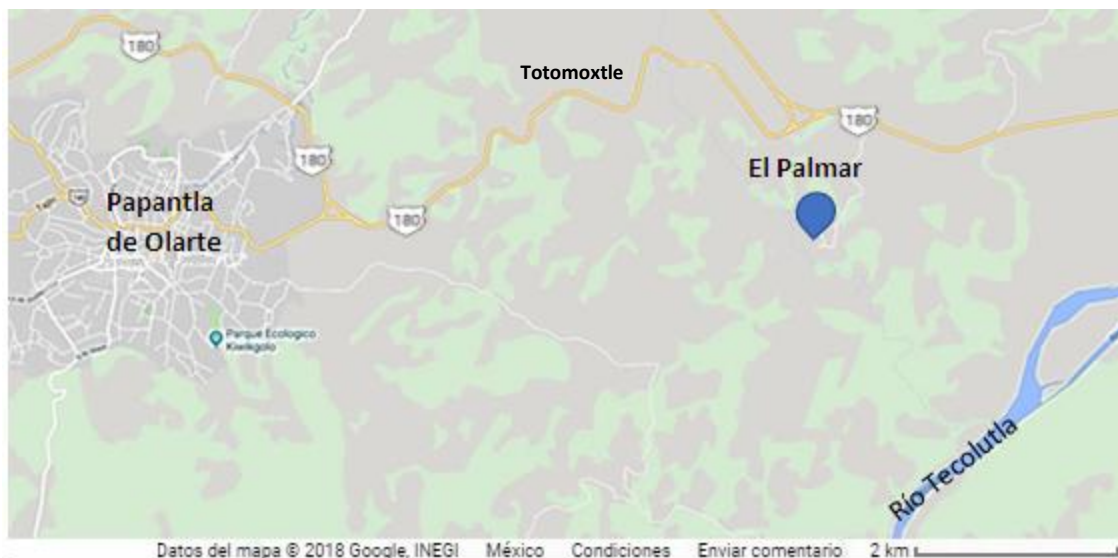 180
Totomoxtle
180
180
El Palmar
Papantla
de Olarte
180
Parque Ecologico
Kiwikgolo
Río Tecolutla
Datos del mapa © 2018 Google, INEGI México Condiciones Enviar comentario 2 km